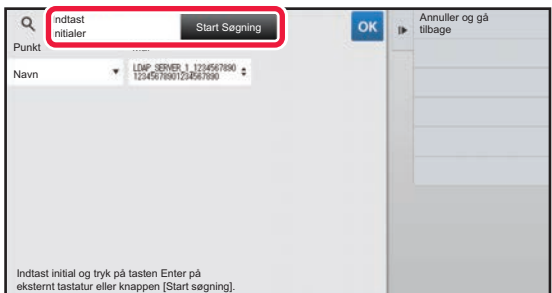 ndtast
nitialer
Start Søgning
OK
Annuller og gå
tilbage
Punkt
Navn
LDAP_SERVER_1_1234567890
12345678901234567890
Indtast initial og tryk på tasten Enter på
eksternt tastatur eller knappen [Start søgning].